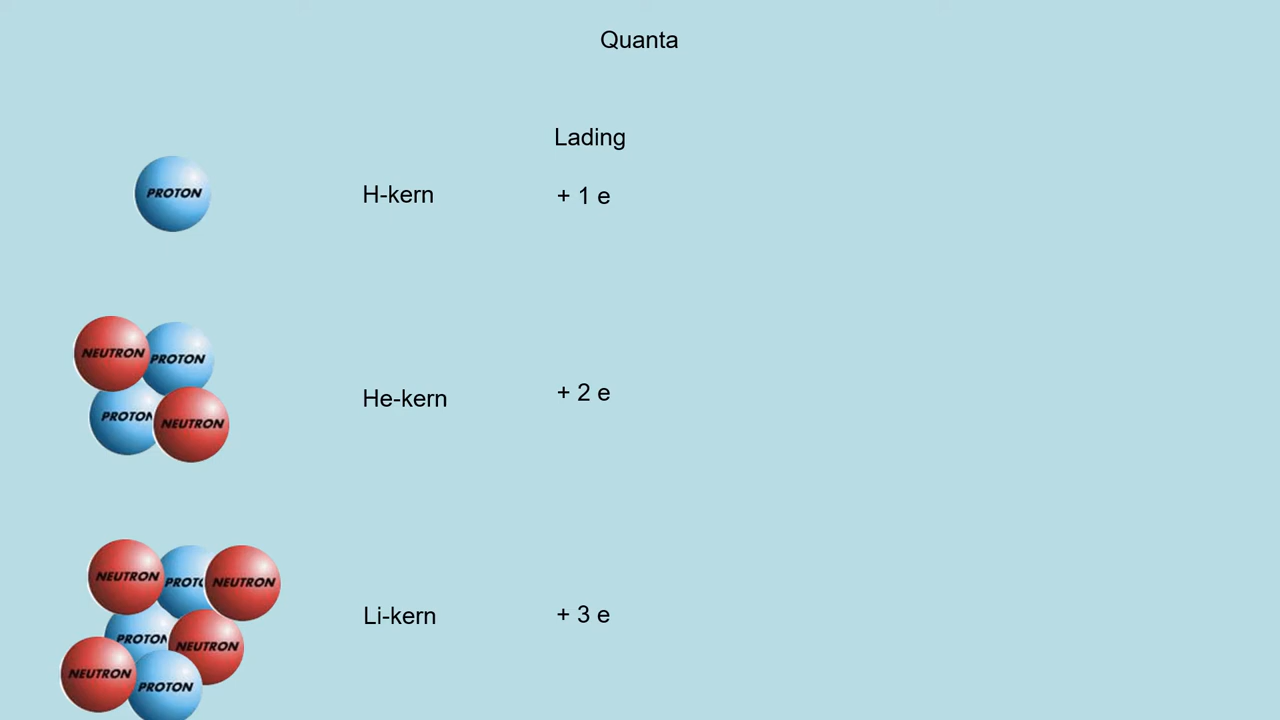 Quanta
Lading
PROTON
H-kern
+ 1 e
NEUTRON
PROTON
PROTON
NEUTRON
He-kern
+ 2 e
NEUTRON
PROTO
NEUTRON
PROTON
NEUTRON
NEUTRON
PROTON
Li-kern
+ 3 e